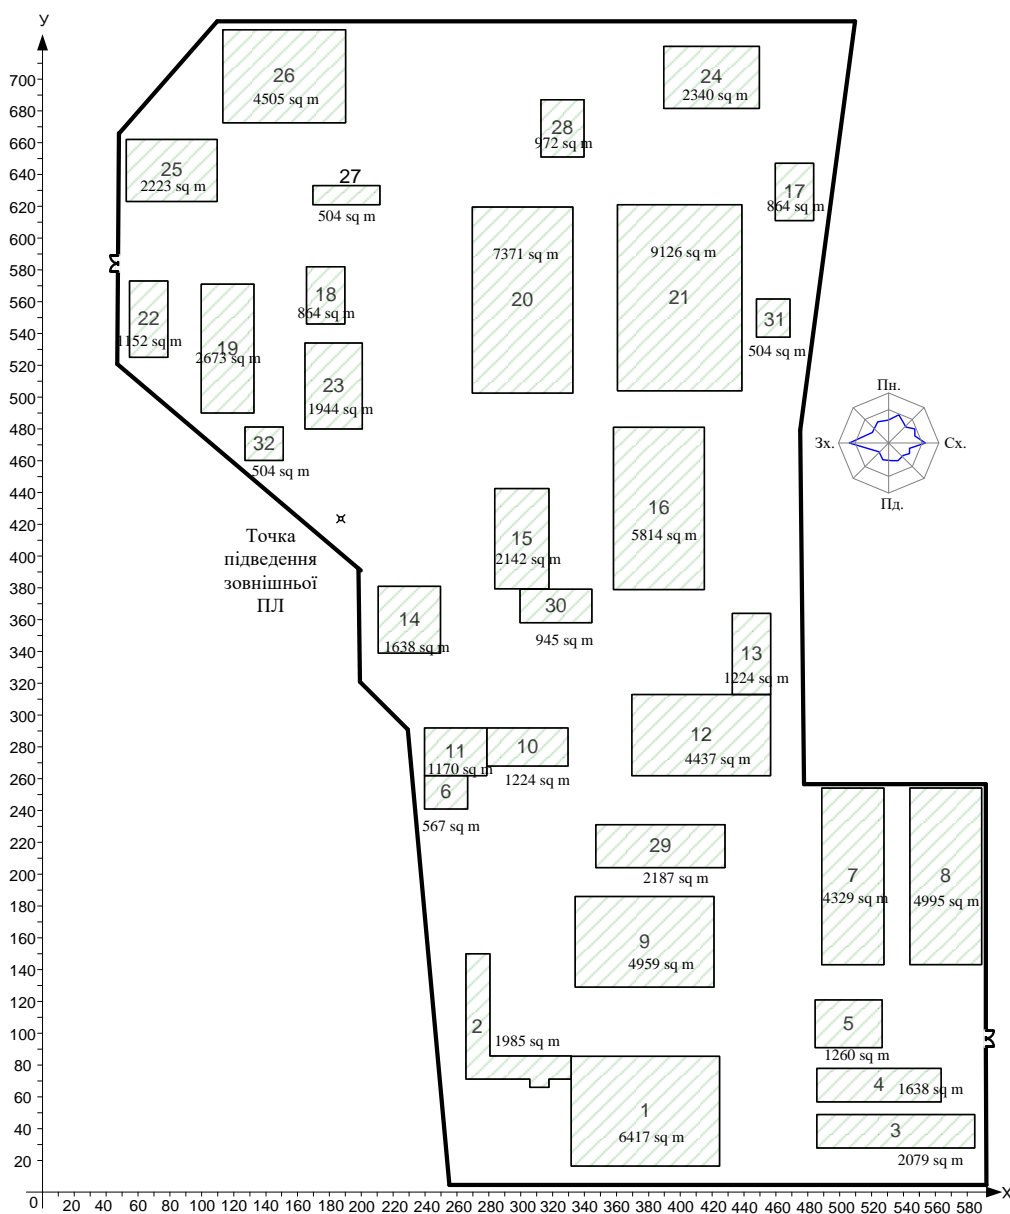 У
700
680
660
640
620
600
580
560
540
520
500
480
460
440
420
400
380
360
340
320
300
280
260
240
220
200
180
160
140
120
100
80
60
40
20
0
20 40 60 80 100 120 140 160 180 200 220 240 260 280 300 320 340 360 380 400 420 440 460 480 500 520 540 560 580
X
26
4505 sq m
24
2340 sq m
28
972 sq m
25
2223 sq m
27
504 sq m
17
864 sq m
7371 sq m
20
9126 sq m
21
18
864 sq m
22
1152 sq m
19
2673 sq m
31
504 sq m
23
1944 sq m
32
504 sq m
Пн.
Зх.
Сх.
Пд.
Точка
підведення
зовнішньої
ПЛ
15
2142 sq m
16
5814 sq m
30
945 sq m
14
1638 sq m
13
1224 sq m
12
4437 sq m
11
1170 sq m
10
1224 sq m
6
567 sq m
29
2187 sq m
7
4329 sq m
8
4995 sq m
9
4959 sq m
2
1985 sq m
5
1260 sq m
4
1638 sq m
1
6417 sq m
3
2079 sq m